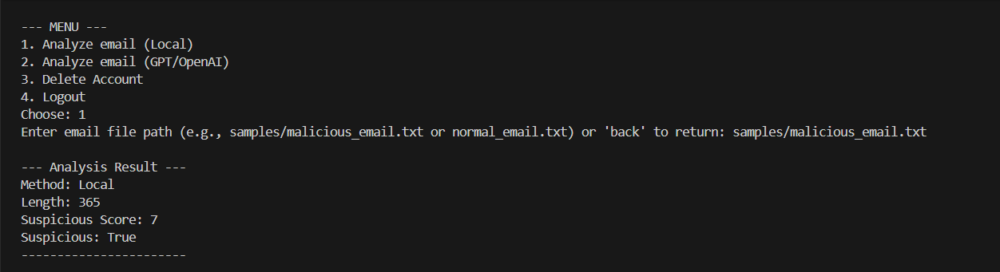 --- MENU ---
1. Analyze email (Local)
2. Analyze email (GPT/OpenAI)
3. Delete Account
4. Logout
Choose: 1
Enter email file path (e.g., samples/malicious_email.txt or normal_email.txt) or 'back' to return: samples/malicious_email.txt
--- Analysis Result ---
Method: Local
Length: 365
Suspicious Score: 7
Suspicious: True
-----------------------